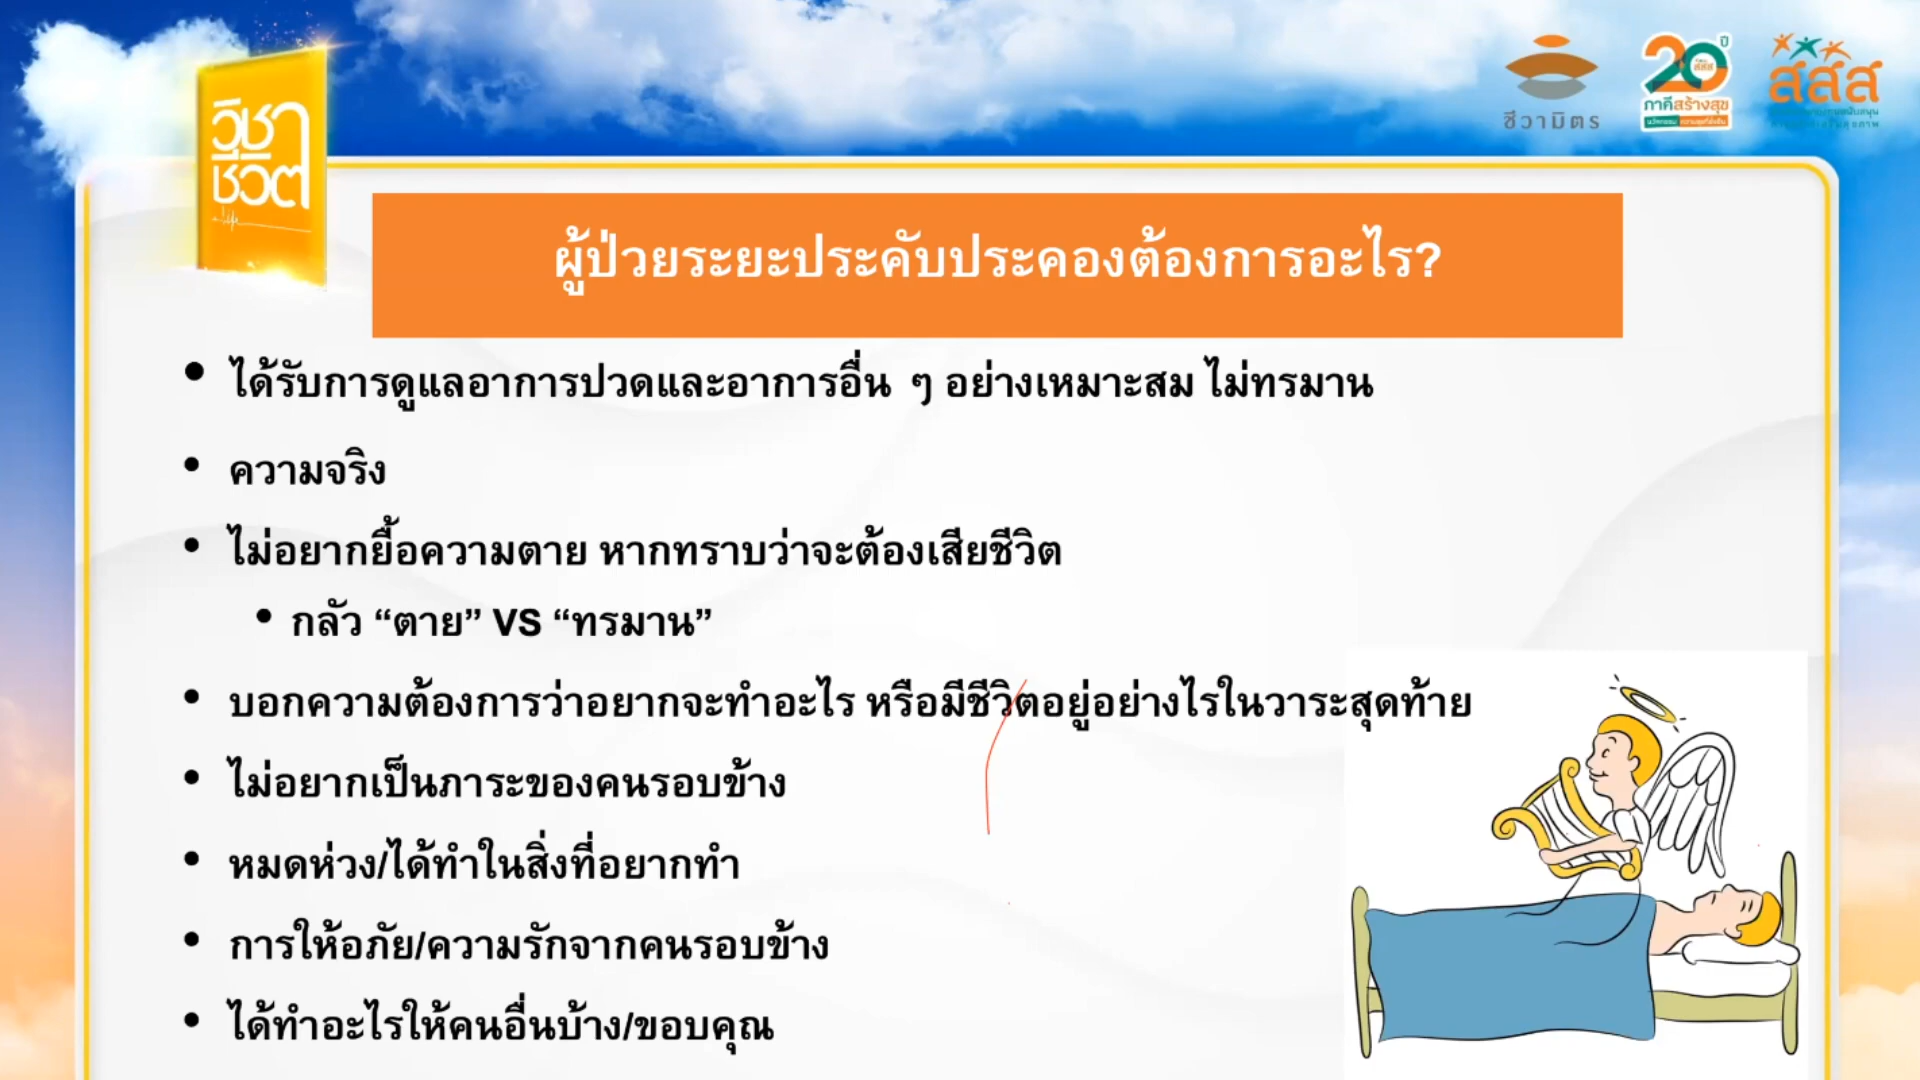 วิชา
ชีวิต
Life
ชีวามิตร
20 ปี
สสส
ภาคีสร้างสุข
สสส
ผู้ป่วยระยะประคับประคองต้องการอะไร?
• ได้รับการดูแลอาการปวดและอาการอื่น ๆ อย่างเหมาะสม ไม่ทรมาน
• ความจริง
• ไม่อยากยื้อความตาย หากทราบว่าจะต้องเสียชีวิต
• กลัว “ตาย” VS “ทรมาน”
• บอกความต้องการว่าอยากจะทำอะไร หรือมีชีวิตอยู่อย่างไรในวาระสุดท้าย
• ไม่อยากเป็นภาระของคนรอบข้าง
• หมดห่วง/ได้ทำในสิ่งที่อยากทำ
• การให้อภัย/ความรักจากคนรอบข้าง
• ได้ทำอะไรให้คนอื่นบ้าง/ขอบคุณ